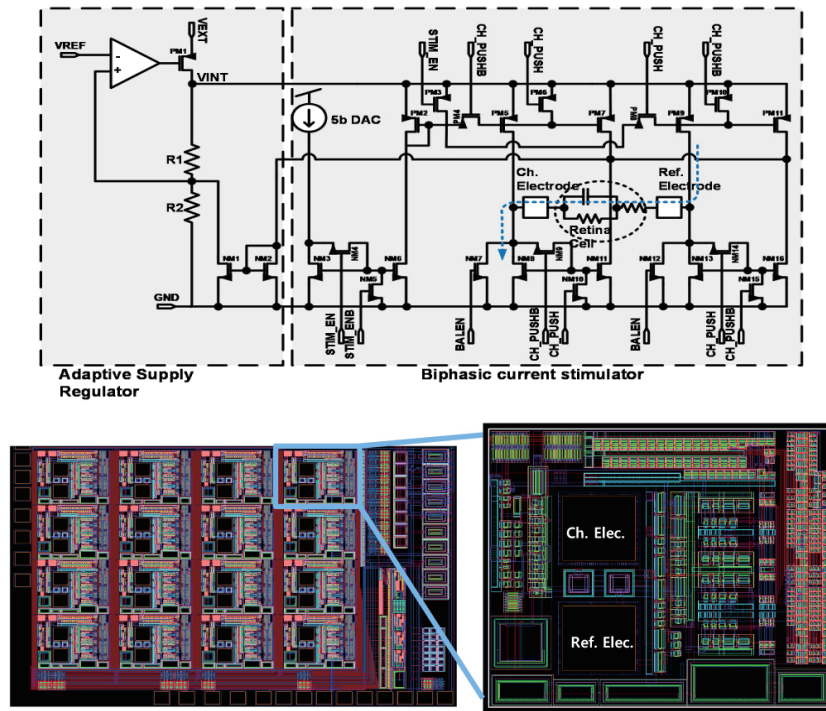 VEXT
STIM_EN
CH_PUSHB
CH_PUSH
CH_PUSH
CH_PUSHB
VREF
-
+
PM1
VINT
PM3
PM6
PM10
5b DAC
PM2
PM4
PM5
PM7
PM8
PM9
PM11
R1
R2
Ch.
Electrode
Ref.
Electrode
Retina
Cell
NM1
NM2
NM3
NM4
NM5
NM6
NM7
NM8
NM9
NM10
NM11
NM12
NM13
NM14
NM15
NM16
GND
STIM_EN
STIM_ENB
BALEN
CH_PUSHB
CH_PUSH
BALEN
CH_PUSH
CH_PUSHB
Adaptive Supply
Regulator
Biphasic current stimulator
Ch. Elec.
Ref. Elec.